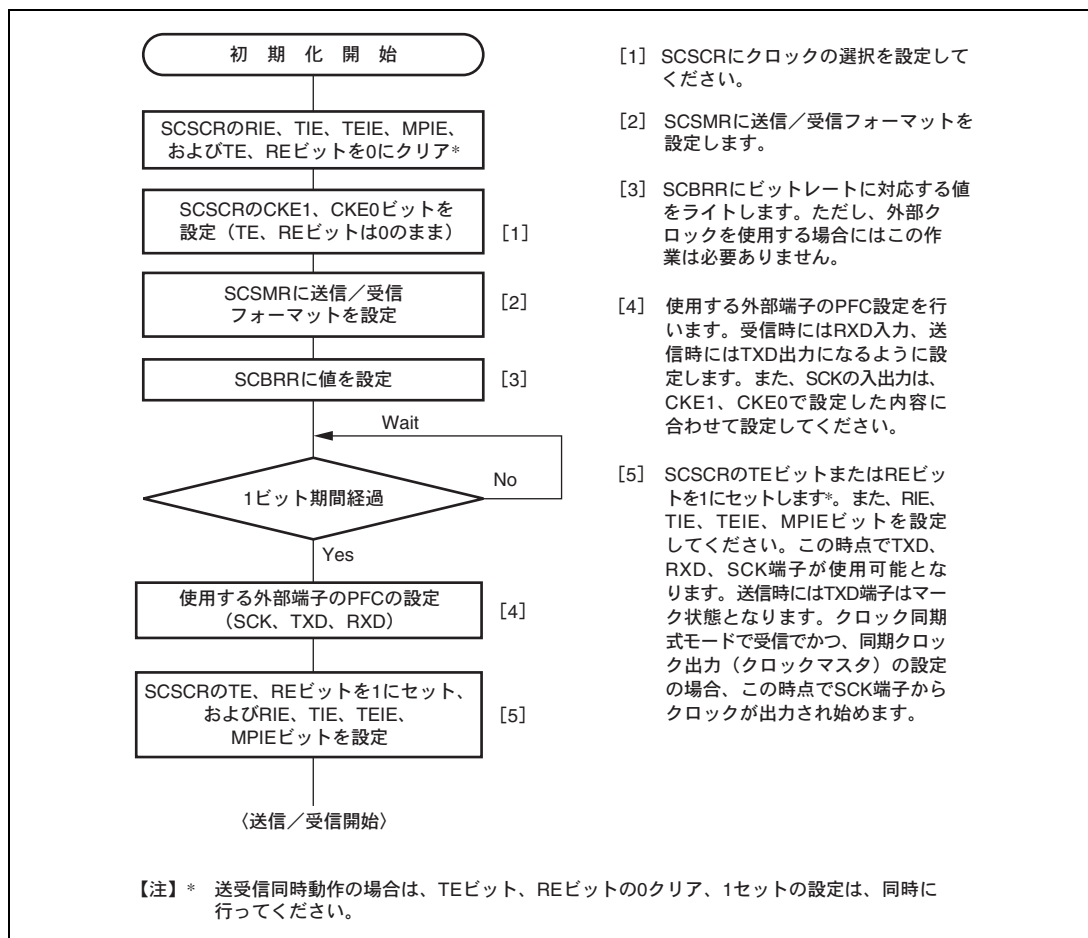 初 期 化 開 始
SCSCRのRIE、TIE、TEIE、MPIE、
およびTE、REビットを0にクリア*
SCSCRのCKE1、CKE0ビットを
設定（TE、REビットは0のまま）
[1]
SCSMRに送信／受信
フォーマットを設定
[2]
SCBRRに値を設定
[3]
Wait
1ビット期間経過
No
Yes
使用する外部端子のPFCの設定
（SCK、TXD、RXD）
[4]
SCSCRのTE、REビットを1にセット、
およびRIE、TIE、TEIE、
MPIEビットを設定
[5]
〈送信／受信開始〉
[1] SCSCRにクロックの選択を設定して
ください。
[2] SCSMRに送信／受信フォーマットを
設定します。
[3] SCBRRにビットレートに対応する値
をライトします。ただし、外部ク
ロックを使用する場合にはこの作
業は必要ありません。
[4] 使用する外部端子のPFC設定を行
います。受信時にはRXD入力、送
信時にはTXD出力になるように設
定します。また、SCKの入出力は、
CKE1、CKE0で設定した内容に
合わせて設定してください。
[5] SCSCRのTEビットまたはREビッ
トを1にセットします*。また、RIE、
TIE、TEIE、MPIEビットを設定
してください。この時点でTXD、
RXD、SCK端子が使用可能とな
ります。送信時にはTXD端子はマー
ク状態となります。クロック同期
式モードで受信でかつ、同期クロッ
ク出力（クロックマスタ）の設定
の場合、この時点でSCK端子から
クロックが出力され始めます。
【注】* 送受信同時動作の場合は、TEビット、REビットの0クリア、1セットの設定は、同時に
行ってください。